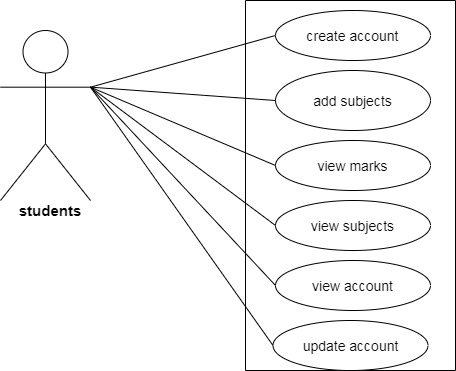 create account
add subjects
view marks
students
view subjects
view account
update account